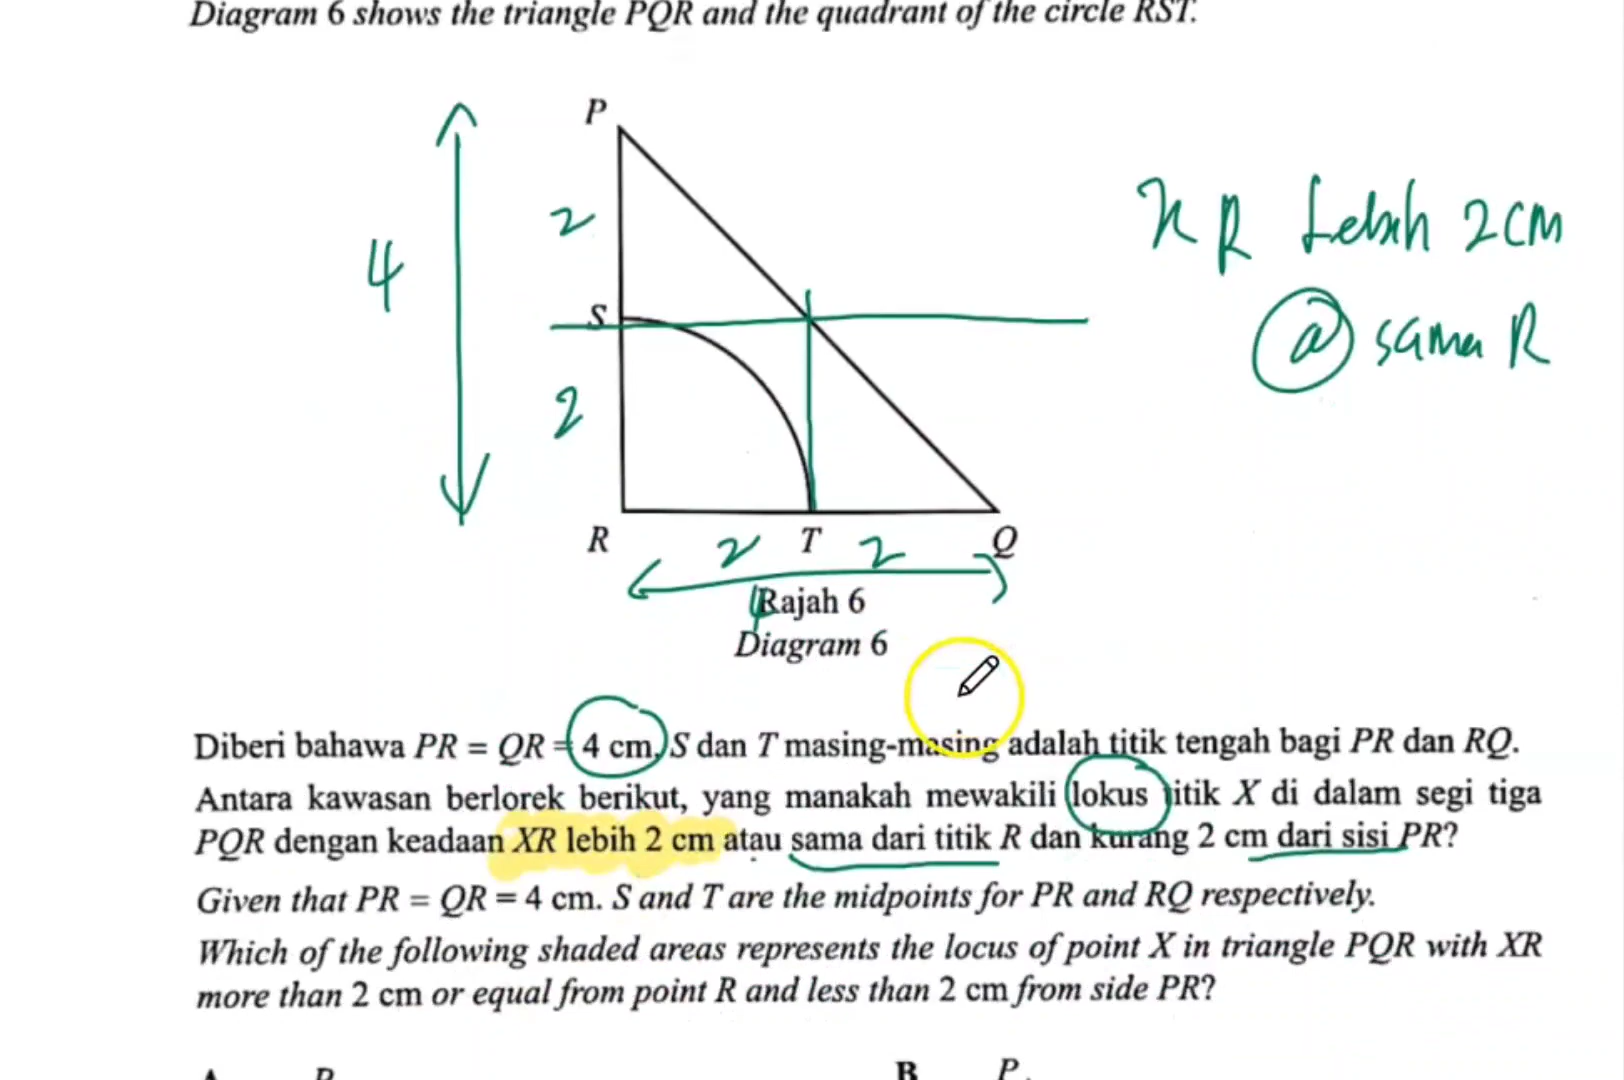 Diagram 6 shows the triangle PQR and the quadrant of the circle RST.
P
4
2
S
2
R
2
T
2
Q
XR Lebih 2cm
@ sama R
Rajah 6
Diagram 6
Diberi bahawa PR = QR = 4 cm. S dan T masing-masing adalah titik tengah bagi PR dan RQ.
Antara kawasan berlorek berikut, yang manakah mewakili lokus titik X di dalam segi tiga
PQR dengan keadaan XR lebih 2 cm atau sama dari titik R dan kurang 2 cm dari sisi PR?
Given that PR = QR = 4 cm. S and T are the midpoints for PR and RQ respectively.
Which of the following shaded areas represents the locus of point X in triangle PQR with XR
more than 2 cm or equal from point R and less than 2 cm from side PR?
A P
B P